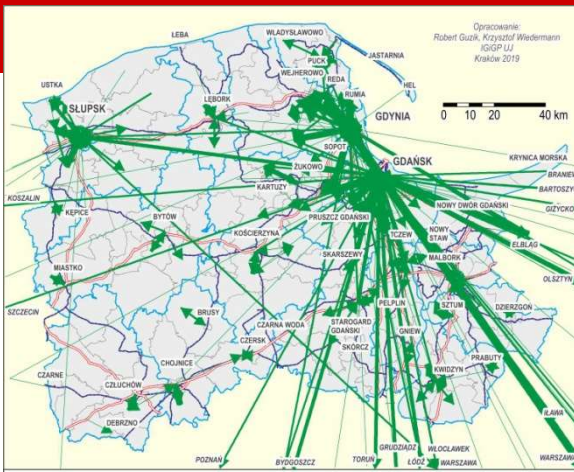 Opracowanie:
Robert Guzik, Krzysztof Wiedermann
IGiGP UJ
Kraków 2019
0 20 40 km
WŁADYSŁAWOWO
ŁEBA
PUCK
JASTARNIA
WEJHEROWO
REDA
HEL
USTKA
RUMIA
LĘBORK
SŁUPSK
GDYNIA
SOPOT
KRYNICA MORSKA
GDAŃSK
ŻUKOWO
BRANIEW
KARTUZY
BARTOSZY
KOSZALIN
NOWY DWÓR GDAŃSKI
GIŻYCKO
KĘPICE
BYTÓW
PRUSZCZ GDAŃSKI
KOŚCIERZYNA
TCZEW
NOWY
STAW
ELBLĄG
SKARSZEWY
MALBORK
MIASTKO
OLSZTYN
PELPLIN
SZTUM
DZIERZGOŃ
SZCZECIN
BRUSY
CZARNA WODA
STAROGARD
GDAŃSKI
GNIEW
SKÓRCZ
CZERSK
PRABUTY
CHOJNICE
KWIDZYN
CZARNE
CZŁUCHÓW
IŁAWA
DEBRZNO
GRUDZIĄDZ
WŁOCŁAWEK
WARSZAWA
POZNAŃ
BYDGOSZCZ
TORUŃ
ŁÓDŹ
WARSZAWA